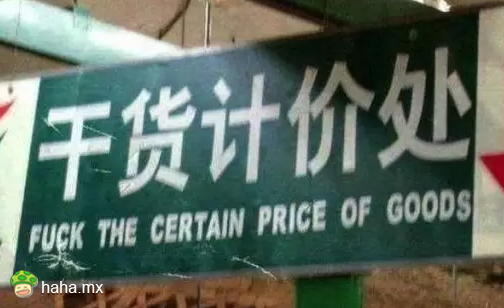 干货计价处
FUCK THE CERTAIN PRICE OF GOODS
haha.mx